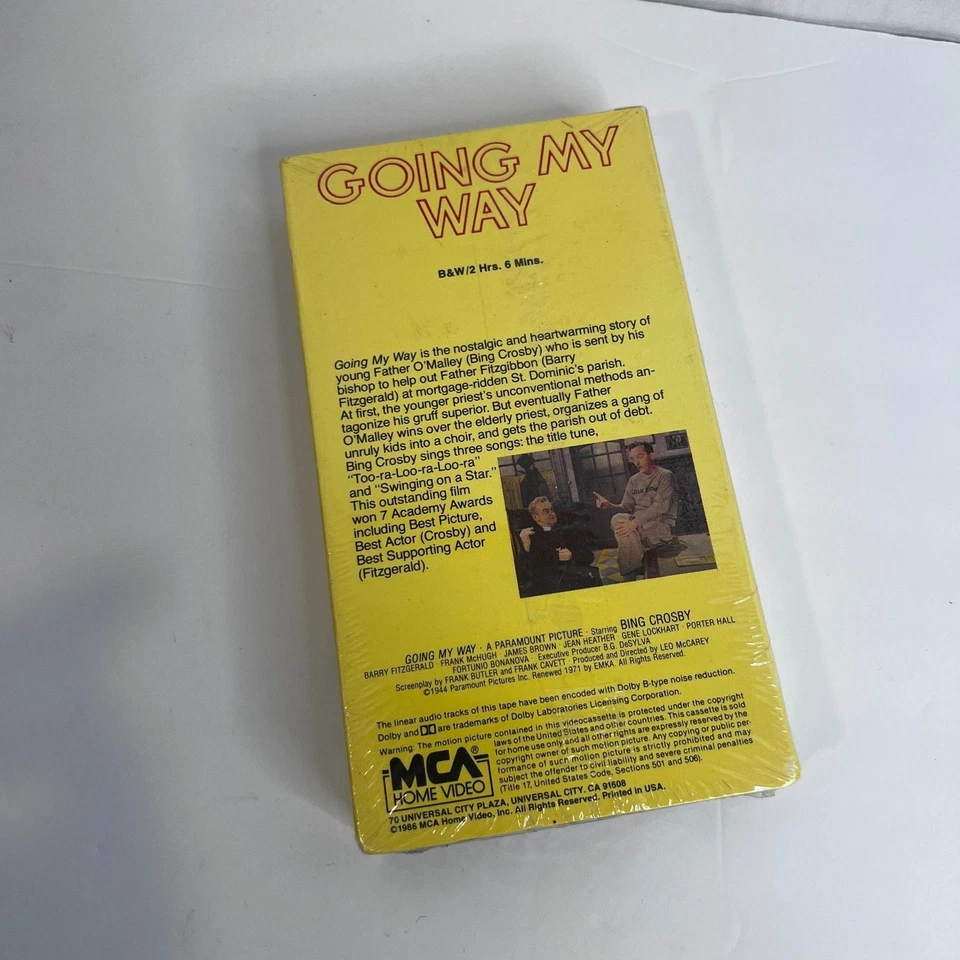 GOING MY
WAY
B&W/2 Hrs. 6 Mins.
Going My Way is the nostalgic and heartwarming story of
young Father O'Malley (Bing Crosby) who is sent by his
bishop to help out Father Fitzgibbon (Barry
Fitzgerald) at mortgage-ridden St. Dominic's parish.
At first, the younger priest's unconventional methods an-
tagonize his gruff superior. But eventually Father
O'Malley wins over the elderly priest, organizes a gang of
unruly kids into a choir, and gets the parish out of debt.
Bing Crosby sings three songs: the title tune,
"Too-ra-Loo-ra-Loo-ra"
and "Swinging on a Star."
This outstanding film
won 7 Academy Awards
including Best Picture,
Best Actor (Crosby) and
Best Supporting Actor
(Fitzgerald).
GOING MY WAY · A PARAMOUNT PICTURE · Starring BING CROSBY
BARRY FITZGERALD · FRANK McHUGH · JAMES BROWN · JEAN HEATHER · GENE LOCKHART · PORTER HALL
FORTUNIO BONANOVA · Executive Producer B.G. DeSYLVA
Screenplay by FRANK BUTLER and FRANK CAVETT · Produced and Directed by LEO McCAREY
©1944 Paramount Pictures Inc. Renewed 1971 by EMKA. All Rights Reserved.
The linear audio tracks of this tape have been encoded with Dolby B-type noise reduction.
Dolby and are trademarks of Dolby Laboratories Licensing Corporation.
Warning: The motion picture contained in this videocassette is protected under the copyright
laws of the United States and other countries. This cassette is sold
for home use only and all other rights are expressly reserved by the
copyright owner of such motion picture. Any copying or public per-
formance of such motion picture is strictly prohibited and may
subject the offender to civil liability and severe criminal penalties
(Title 17, United States Code, Sections 501 and 506).
MCA®
HOME VIDEO
70 UNIVERSAL CITY PLAZA, UNIVERSAL CITY, CA 91608
©1986 MCA Home Video, Inc. All Rights Reserved. Printed in USA.